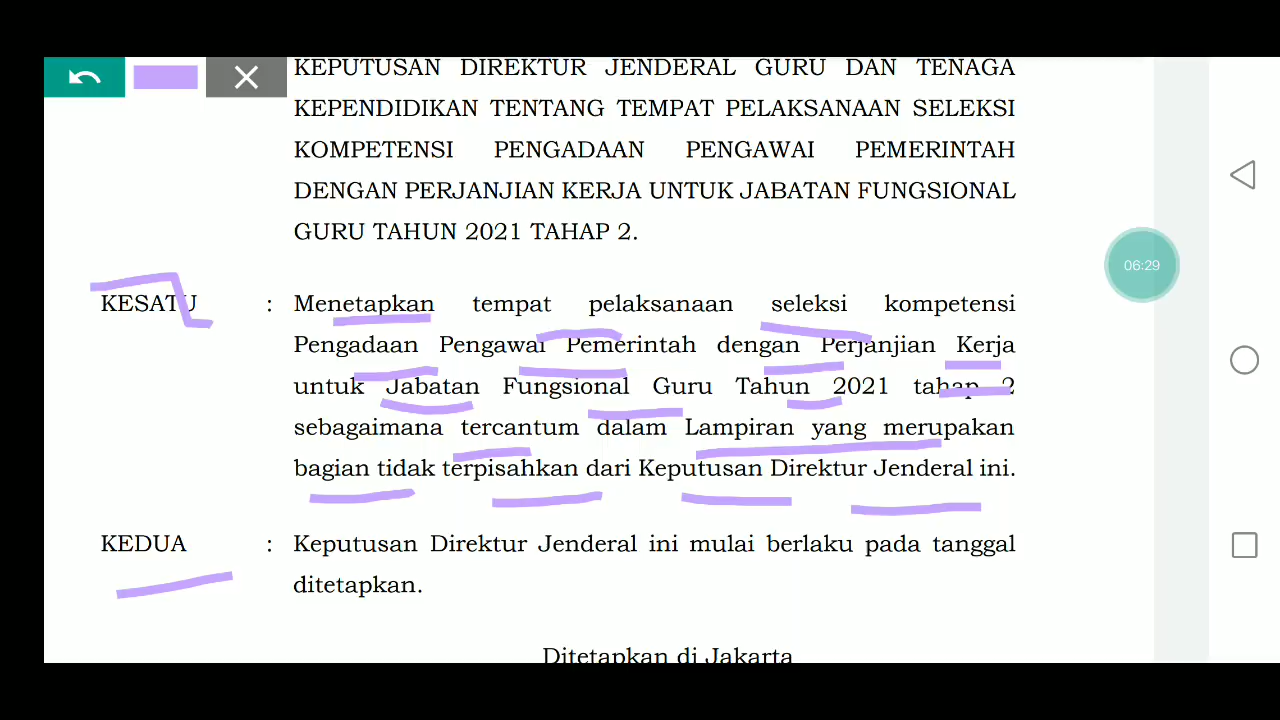 KEPUTUSAN DIREKTUR JENDERAL GURU DAN TENAGA
KEPENDIDIKAN TENTANG TEMPAT PELAKSANAAN SELEKSI
KOMPETENSI PENGADAAN PENGAWAI PEMERINTAH
DENGAN PERJANJIAN KERJA UNTUK JABATAN FUNGSIONAL
GURU TAHUN 2021 TAHAP 2.
06:29
KESATU : Menetapkan tempat pelaksanaan seleksi kompetensi
Pengadaan Pengawai Pemerintah dengan Perjanjian Kerja
untuk Jabatan Fungsional Guru Tahun 2021 tahap 2
sebagaimana tercantum dalam Lampiran yang merupakan
bagian tidak terpisahkan dari Keputusan Direktur Jenderal ini.
KEDUA : Keputusan Direktur Jenderal ini mulai berlaku pada tanggal
ditetapkan.
Ditetapkan di Jakarta